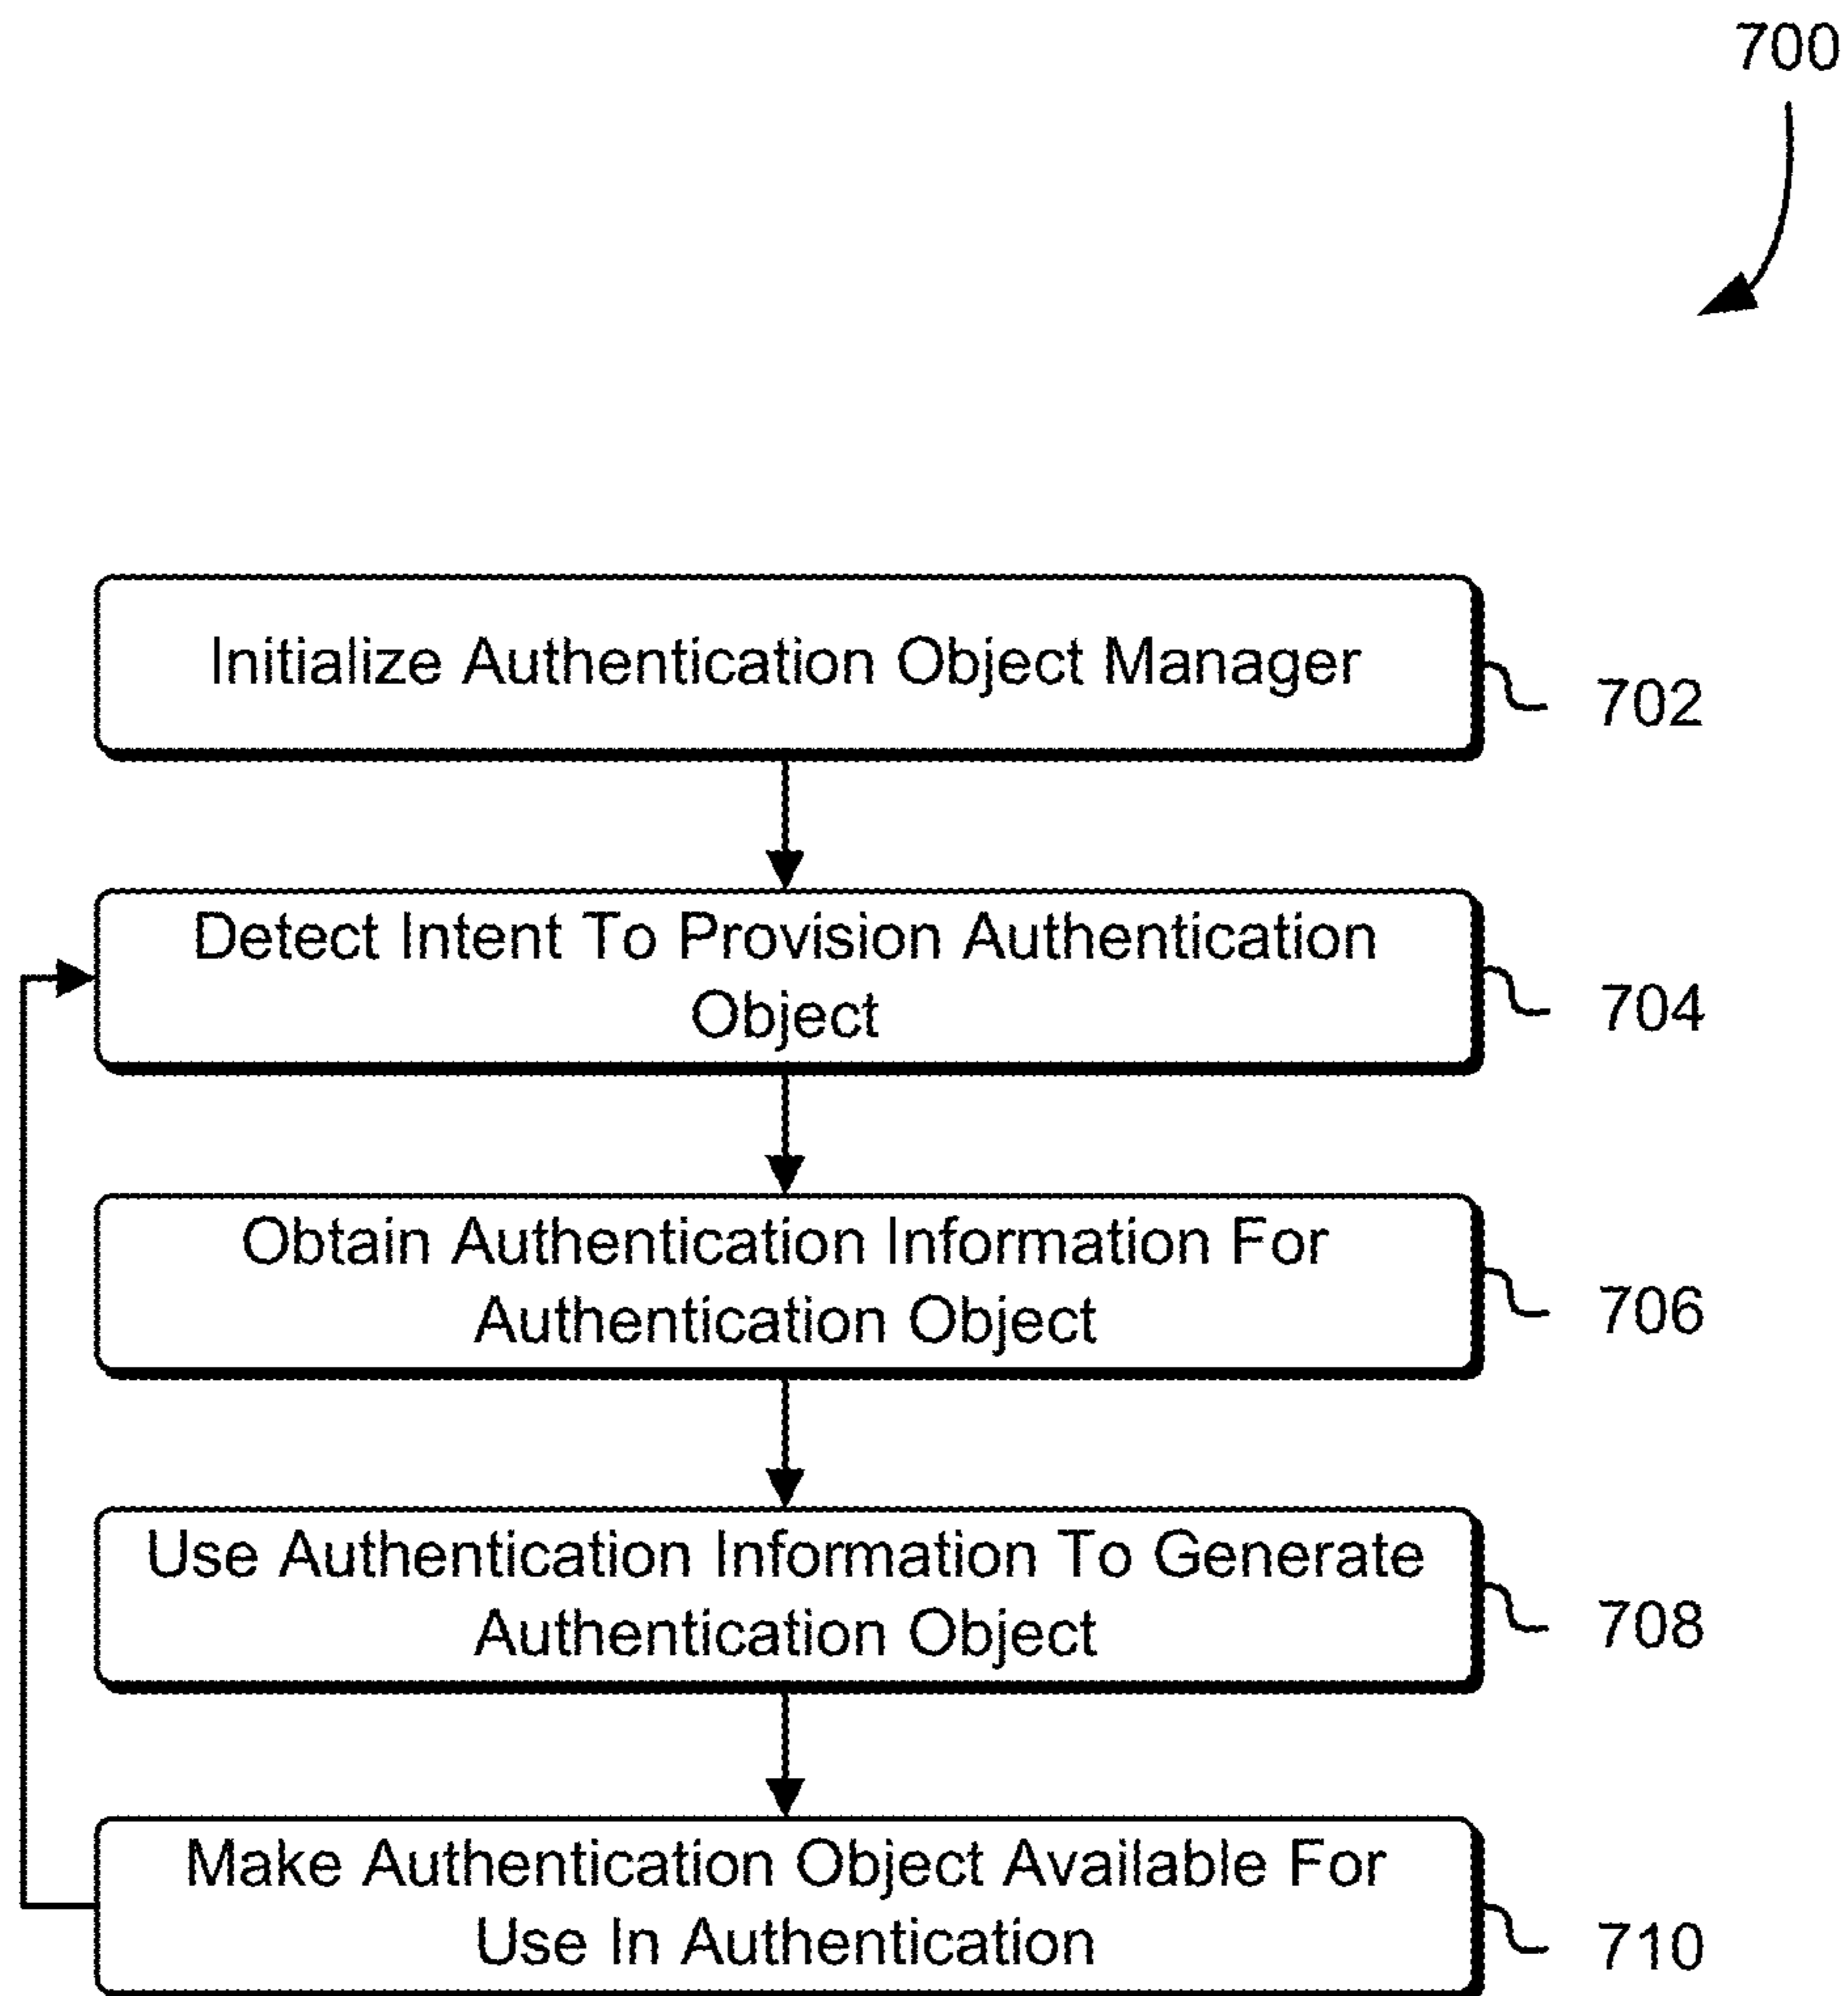 700
Initialize Authentication Object Manager
702
Detect Intent To Provision Authentication
Object
704
Obtain Authentication Information For
Authentication Object
706
Use Authentication Information To Generate
Authentication Object
708
Make Authentication Object Available For
Use In Authentication
710